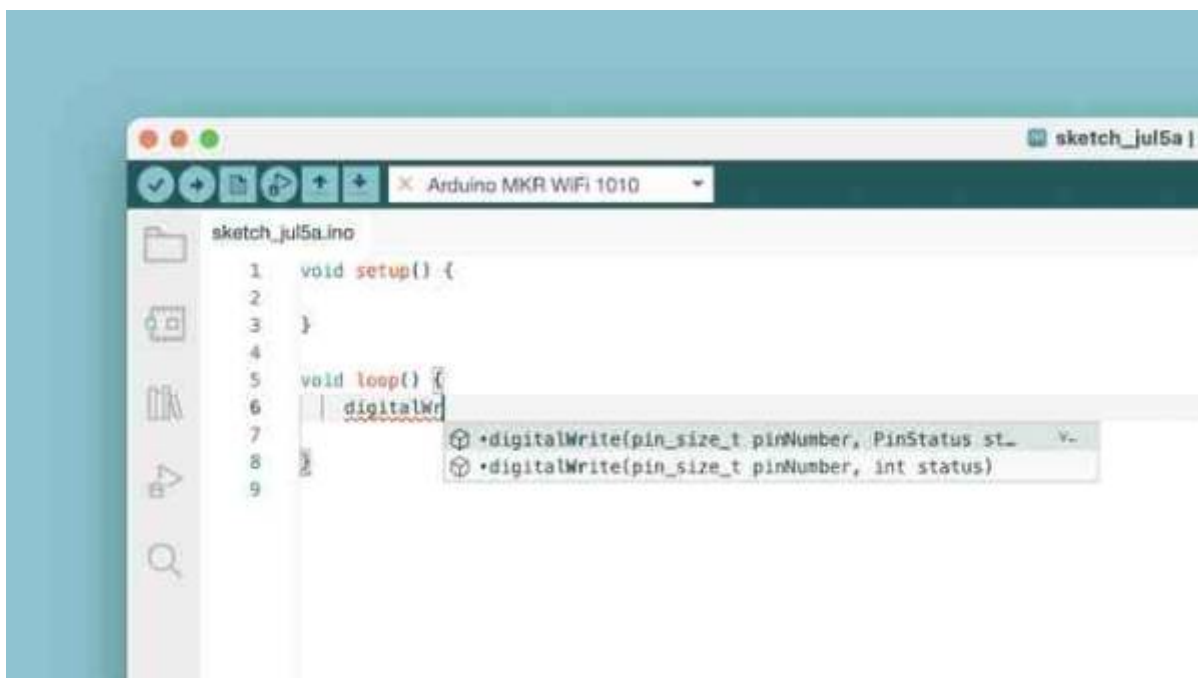 sketch_jul5a |
Arduino MKR WiFi 1010
sketch_jul5a.ino
1 void setup() {
2
3 }
4
5 void loop() {
6 digitalWr
•digitalWrite(pin_size_t pinNumber, PinStatus st…
7
•digitalWrite(pin_size_t pinNumber, int status)
8 }
9